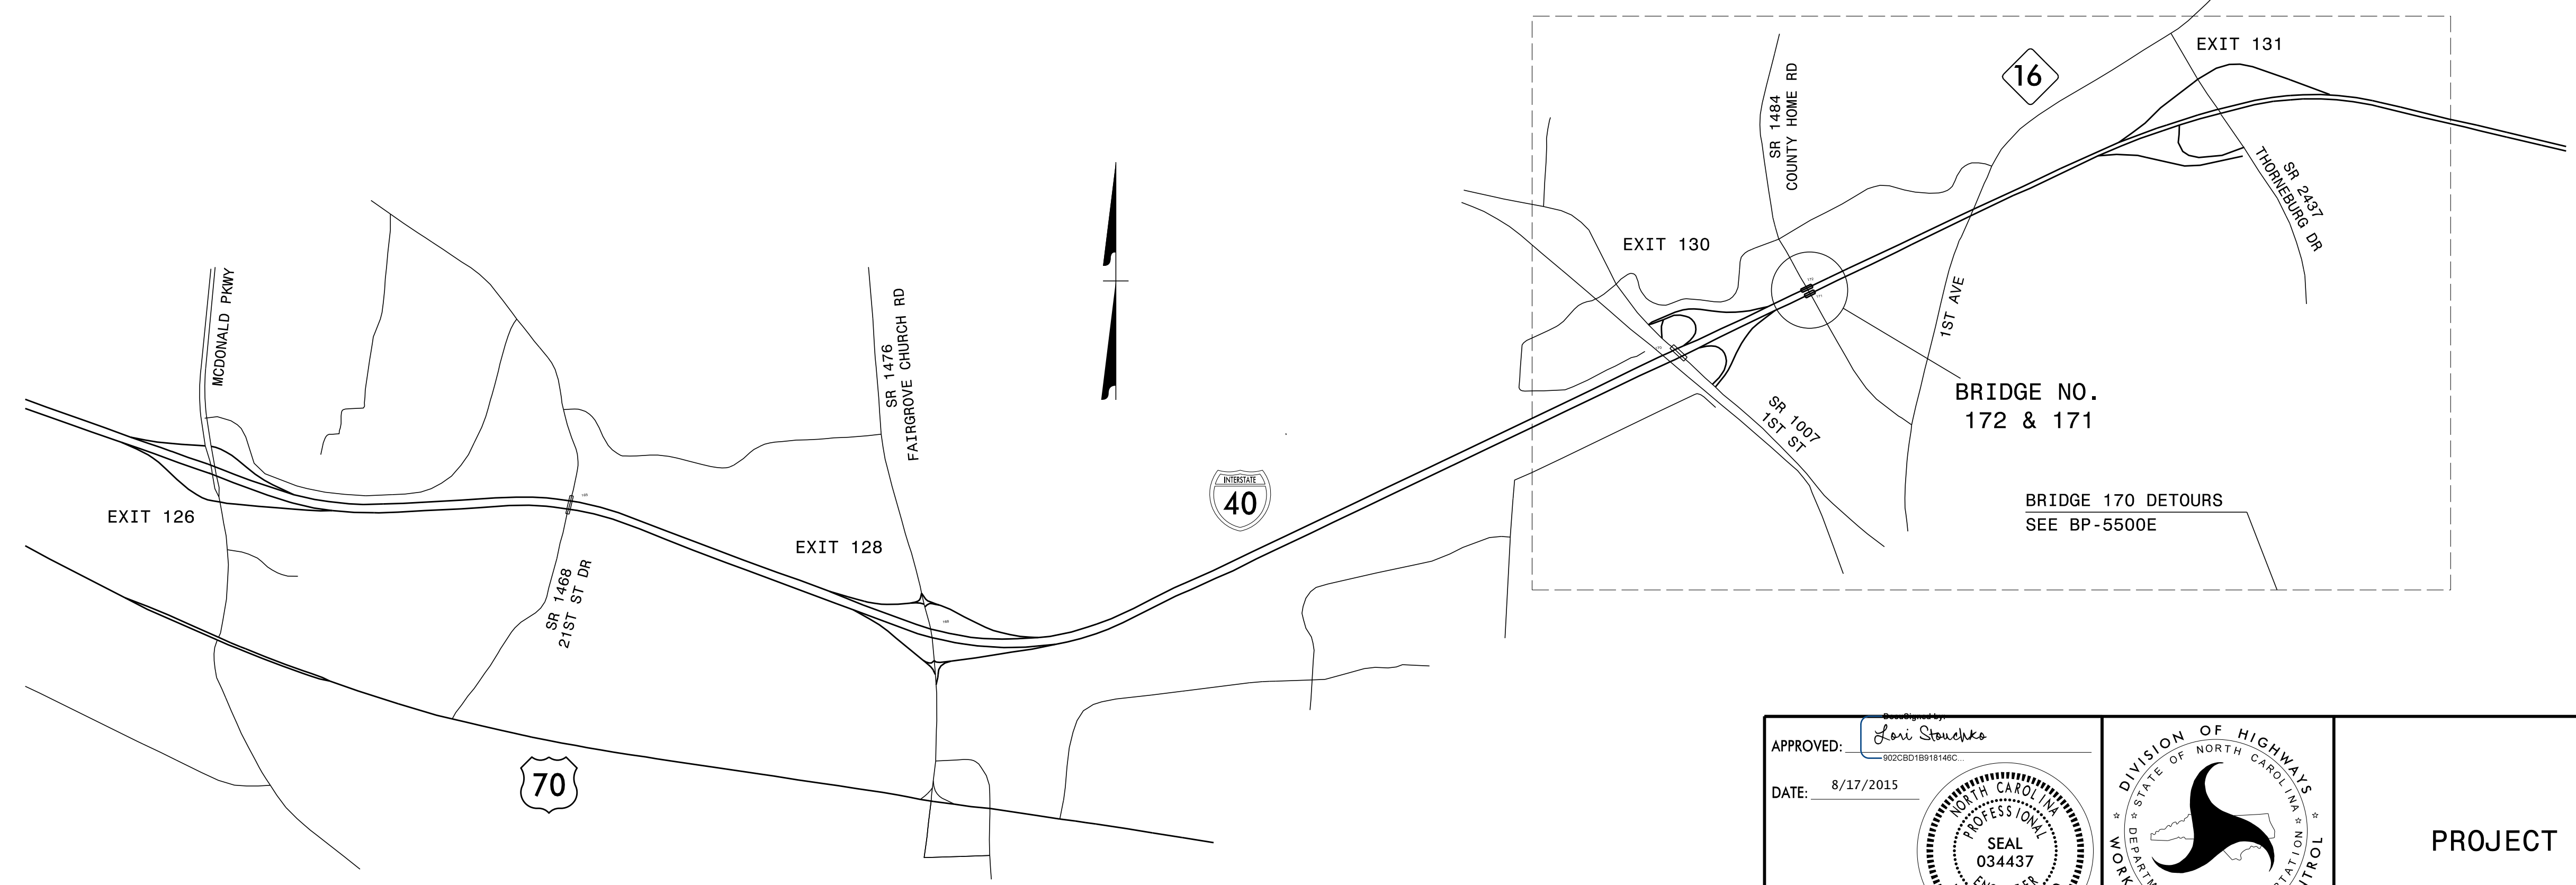 EXIT 131
16
SR 1484
COUNTY HOME RD
SR 2437
THORNEBURG DR
EXIT 130
MCDONALD PKWY
SR 1476
FAIRGROVE CHURCH RD
1ST AVE
BRIDGE NO.
172 & 171
SR 1007
1ST ST
INTERSTATE
40
BRIDGE 170 DETOURS
SEE BP-5500E
EXIT 126
EXIT 128
SR 1468
21ST ST DR
70
DocuSigned by:
APPROVED: Lori Stouchko
902CBD1B918146C...
DATE: 8/17/2015
NORTH CAROLINA
PROFESSIONAL
SEAL
034437
DIVISION OF HIGHWAYS
STATE OF NORTH CAROLINA
PROJECT